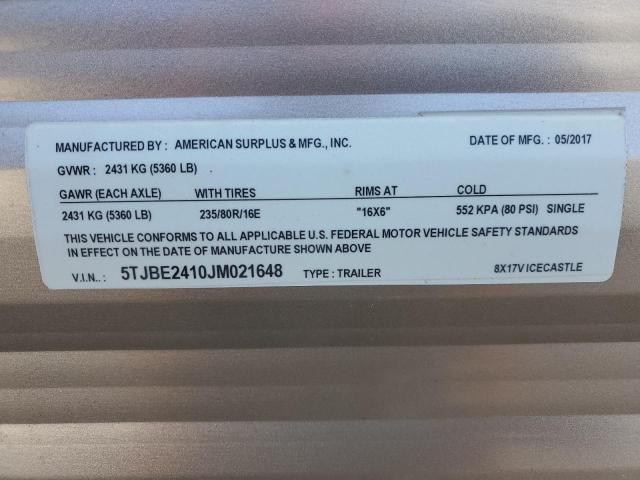 MANUFACTURED BY: AMERICAN SURPLUS & MFG., INC. DATE OF MFG. : 05/2017
GVWR : 2431 KG (5360 LB) .
GAWR (EACH AXLE) WITH TIRES RIMS AT COLD
2431 KG (5360 LB) 235/80R/16E "16X6" 552 KPA (80 PSI) SINGLE
THIS VEHICLE CONFORMS TO ALL APPLICABLE U.S. FEDERAL MOTOR VEHICLE SAFETY STANDARDS
IN EFFECT ON THE DATE OF MANUFACTURE SHOWN ABOVE
V.I.N.. : 5TJBE2410JM021648 TYPE : TRAILER 8X17V ICECASTLE